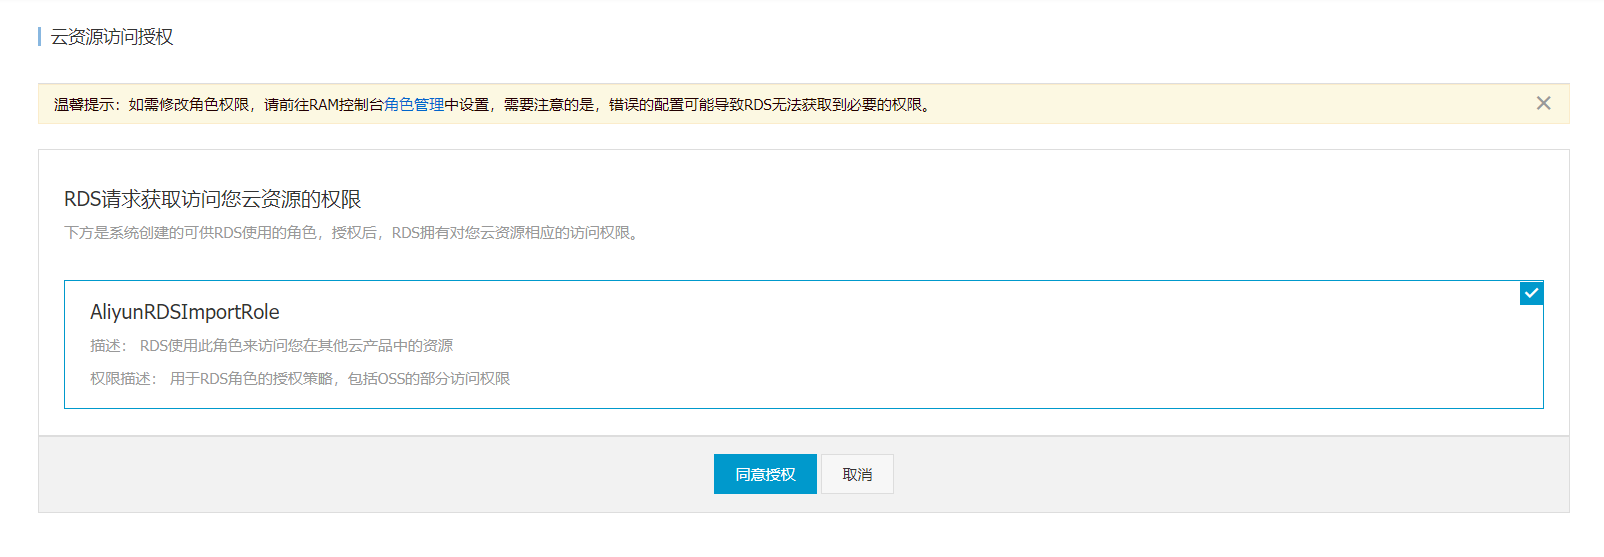 云资源访问授权
温馨提示：如需修改角色权限，请前往RAM控制台角色管理中设置，需要注意的是，错误的配置可能导致RDS无法获取到必要的权限。
RDS请求获取访问您云资源的权限
下方是系统创建的可供RDS使用的角色，授权后，RDS拥有对您云资源相应的访问权限。
AliyunRDSImportRole
描述： RDS使用此角色来访问您在其他云产品中的资源
权限描述： 用于RDS角色的授权策略，包括OSS的部分访问权限
同意授权 取消